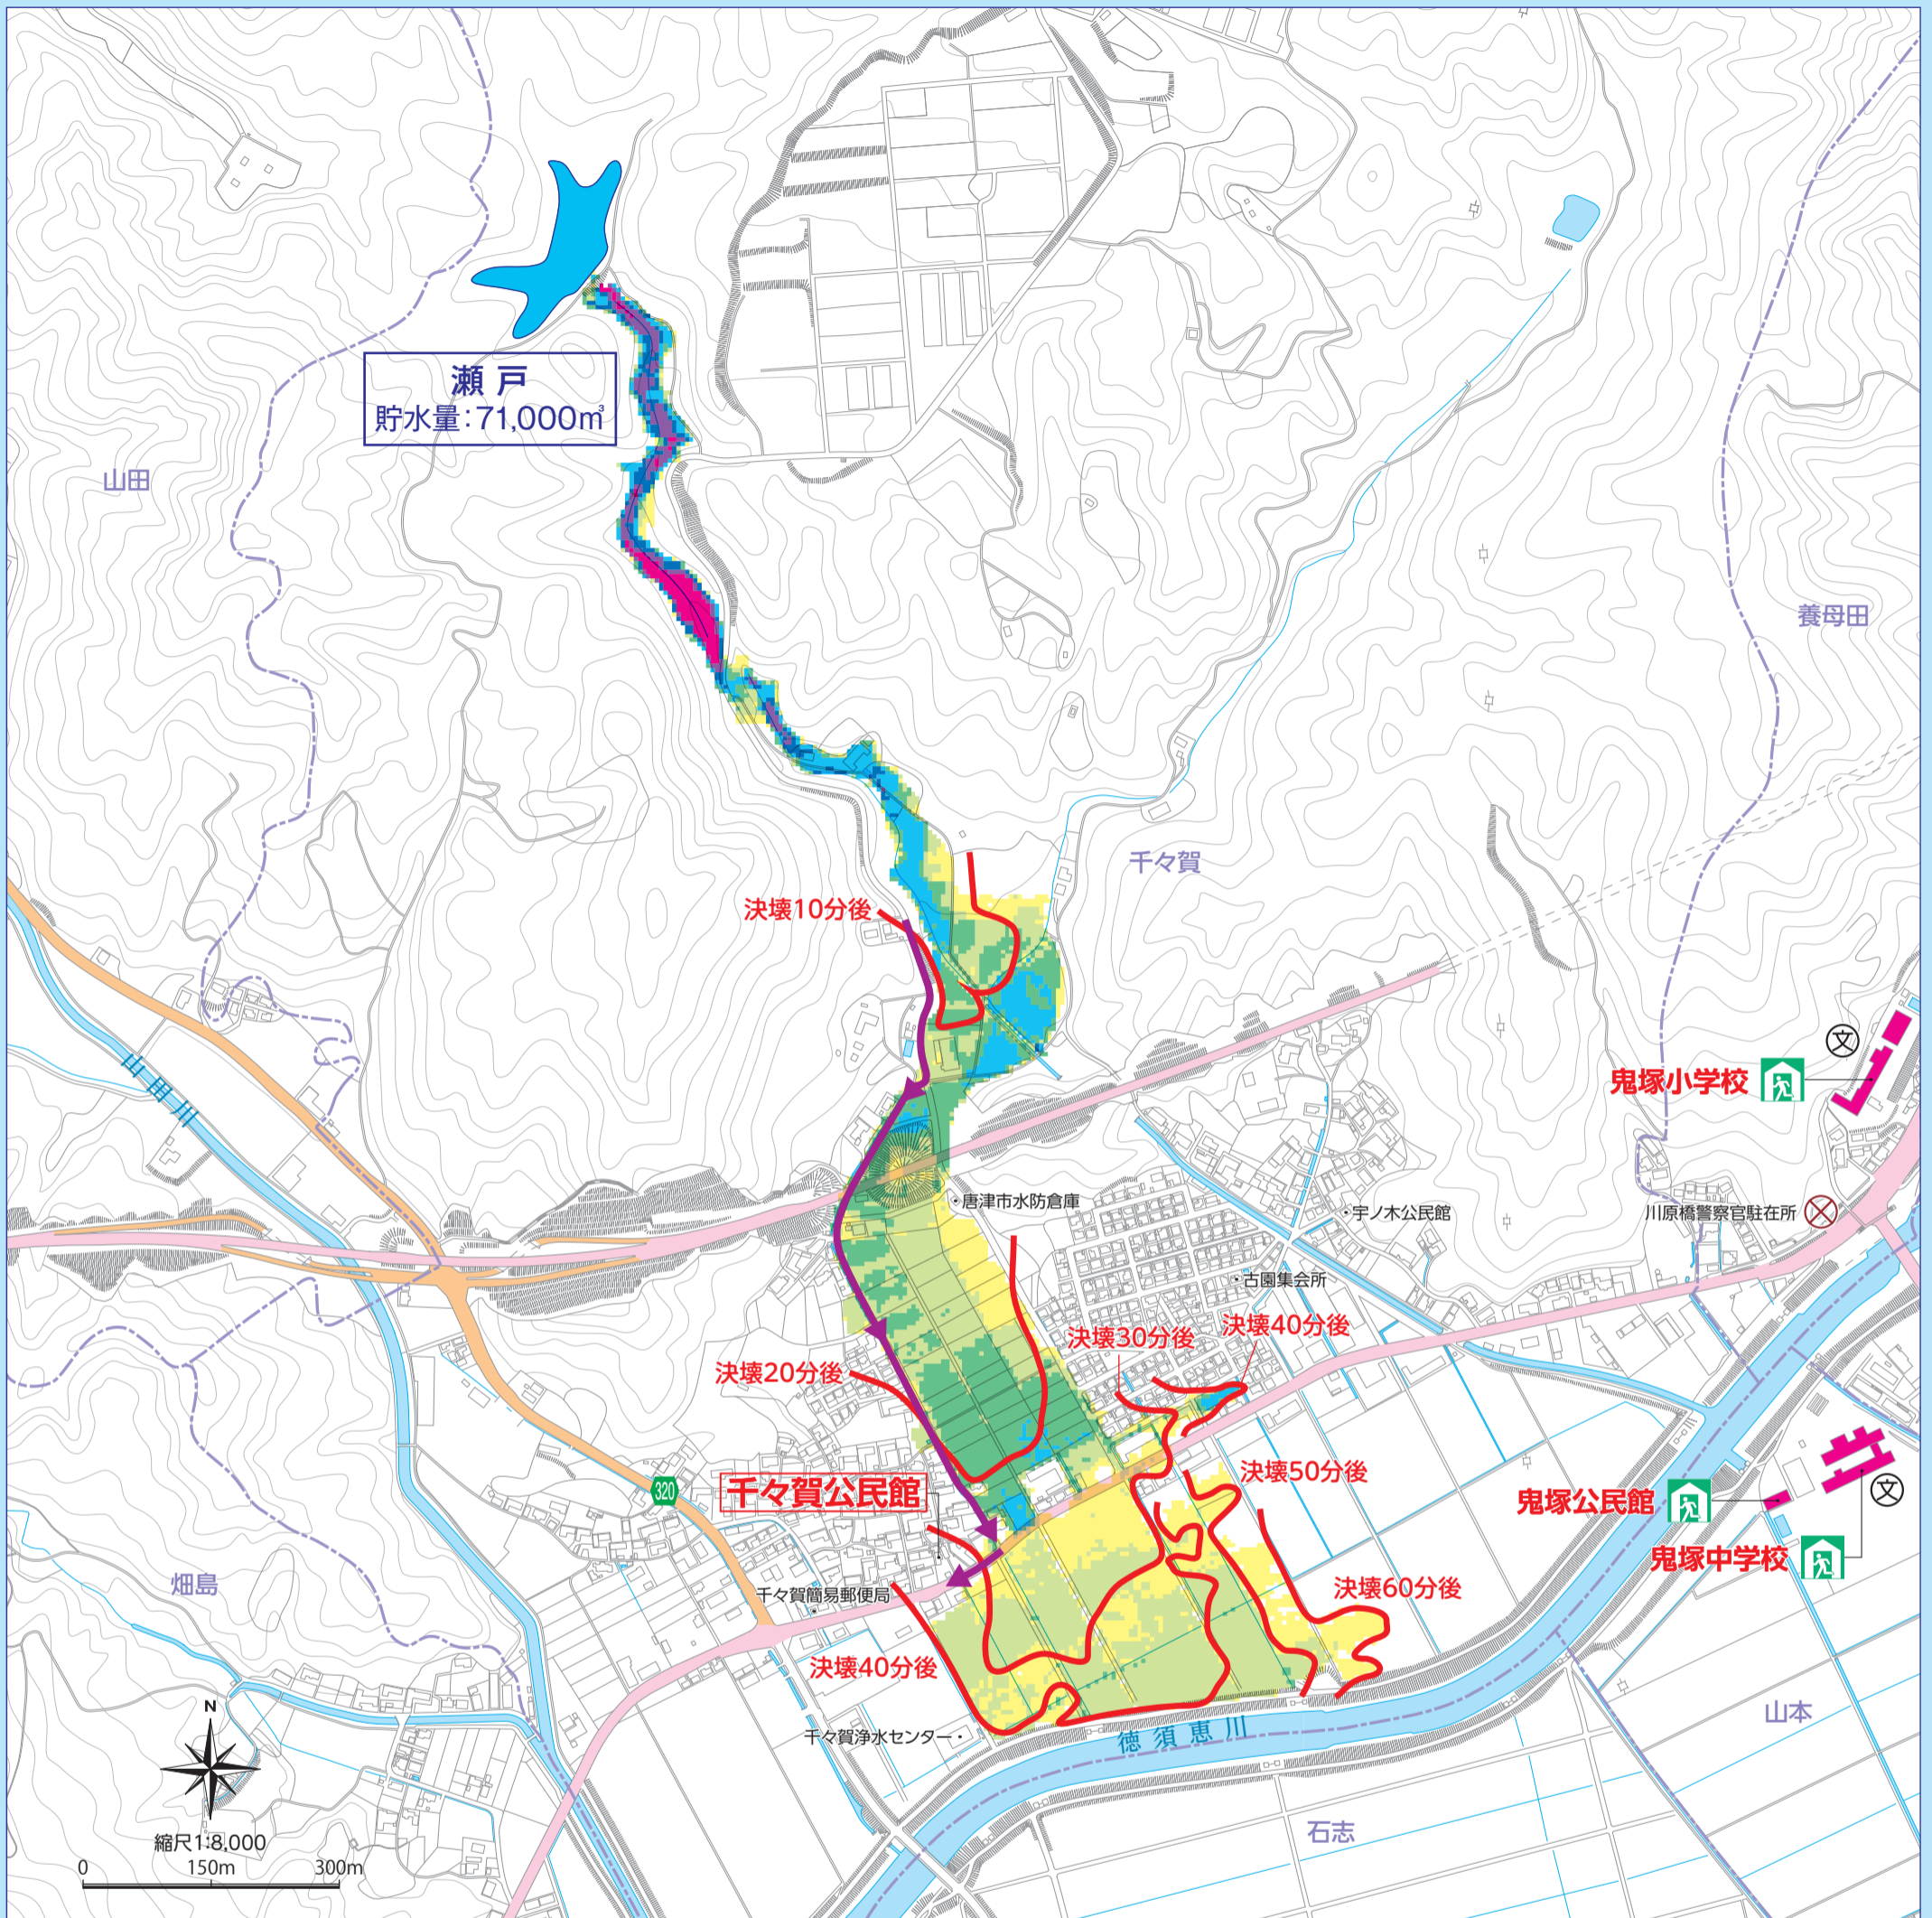 瀬戸
貯水量：71,000㎥
山田
養母田
千々賀
決壊10分後
山田川
鬼塚小学校
文
唐津市水防倉庫
宇ノ木公民館
川原橋警察官駐在所
古園集会所
決壊30分後
決壊40分後
決壊20分後
決壊50分後
320
千々賀公民館
鬼塚公民館
文
鬼塚中学校
畑島
千々賀簡易郵便局
決壊60分後
決壊40分後
N
千々賀浄水センター
徳須恵川
山本
石志
縮尺1:8,000
0 150m 300m